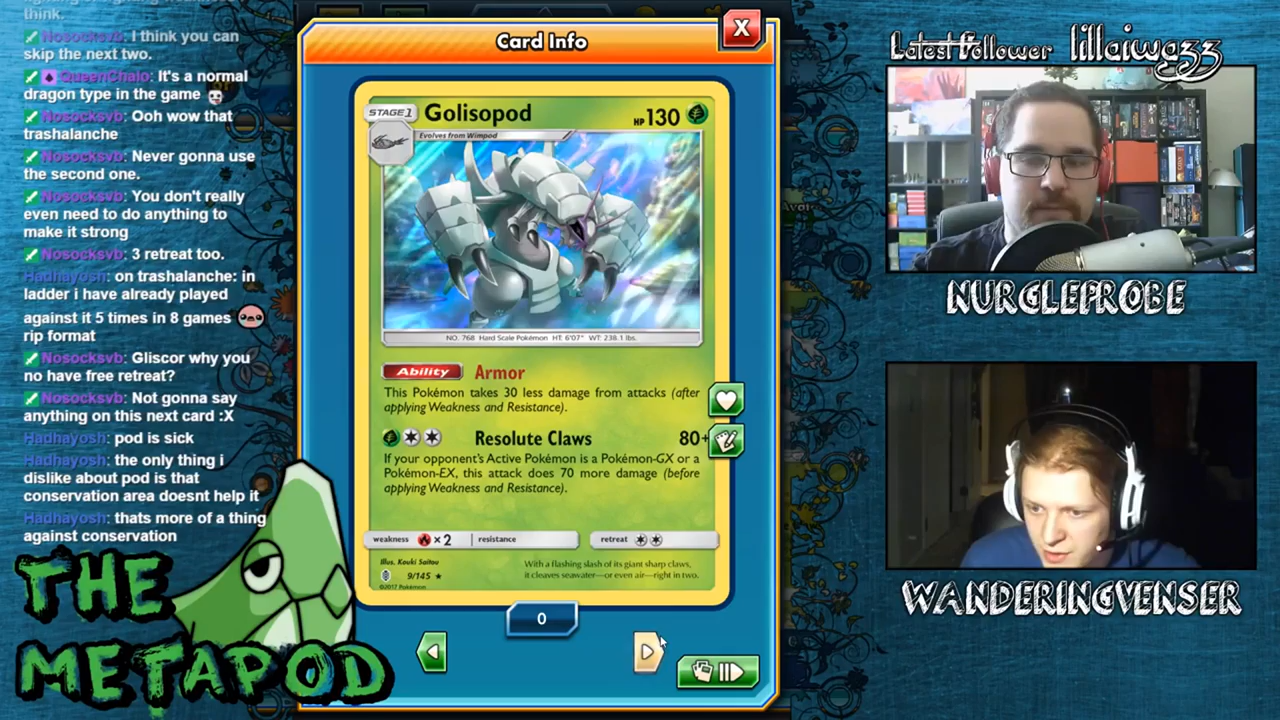 think.
Nosocksvb: I think you can
skip the next two.
QueenChalo: It's a normal
dragon type in the game
Nosocksvb: Ooh wow that
trashalanche
Nosocksvb: Never gonna use
the second one.
Nosocksvb: You don't really
even need to do anything to
make it strong
Nosocksvb: 3 retreat too.
Hadhayosh: on trashalanche: in
ladder i have already played
against it 5 times in 8 games
rip format
Nosocksvb: Gliscor why you
no have free retreat?
Nosocksvb: Not gonna say
anything on this next card :X
Hadhayosh: pod is sick
Hadhayosh: the only thing i
dislike about pod is that
conservation area doesnt help it
Hadhayosh: thats more of a thing
against conservation
THE
METAPOD
Card Info
X
STAGE1 Golisopod HP 130
Evolves from Wimpod
NO. 768 Hard Scale Pokémon HT: 6'07" WT: 238.1 lbs.
Ability Armor
This Pokémon takes 30 less damage from attacks (after
applying Weakness and Resistance).
Resolute Claws 80+
If your opponent's Active Pokémon is a Pokémon-GX or a
Pokémon-EX, this attack does 70 more damage (before
applying Weakness and Resistance).
weakness ×2 resistance retreat
Illus. Kouki Saitou
9/145 ★
©2017 Pokémon
With a flashing slash of its giant sharp claws,
it cleaves seawater—or even air—right in two.
0
Latest Follower lillaiwazz
NURGLEPROBE
WANDERINGVENSER